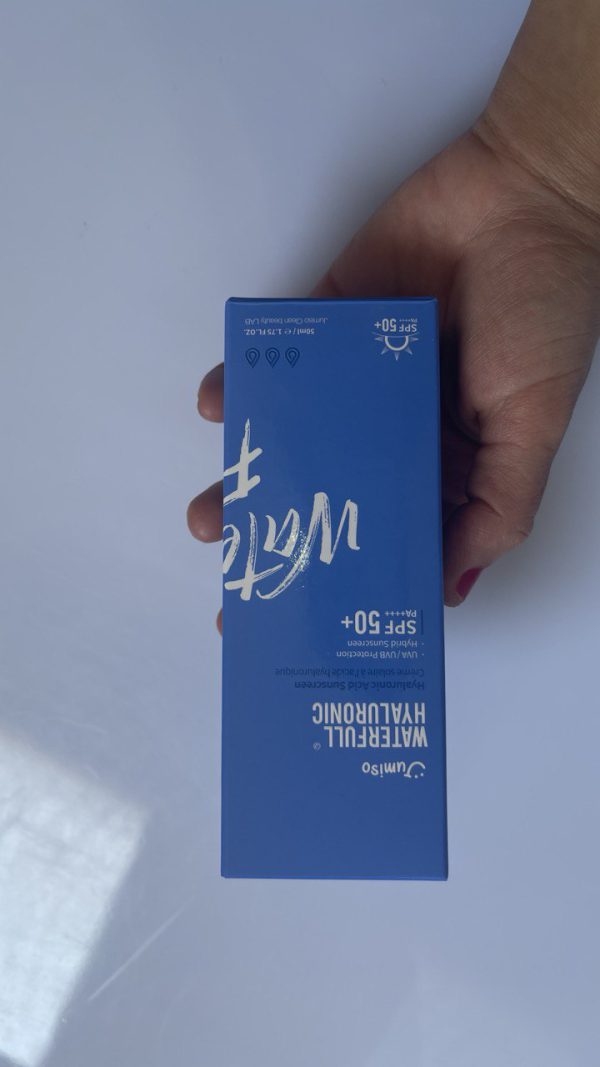 Jumiso
WATERFULL
HYALURONIC
Hyaluronic Acid Sunscreen
Crème solaire à l'acide hyaluronique
· UVA / UVB Protection
· Hybrid Sunscreen
SPF 50+
PA++++
Wate
F
SPF 50+
PA++++
50ml / ℮ 1.75 FL.OZ.
Jumiso Clean beauty LAB